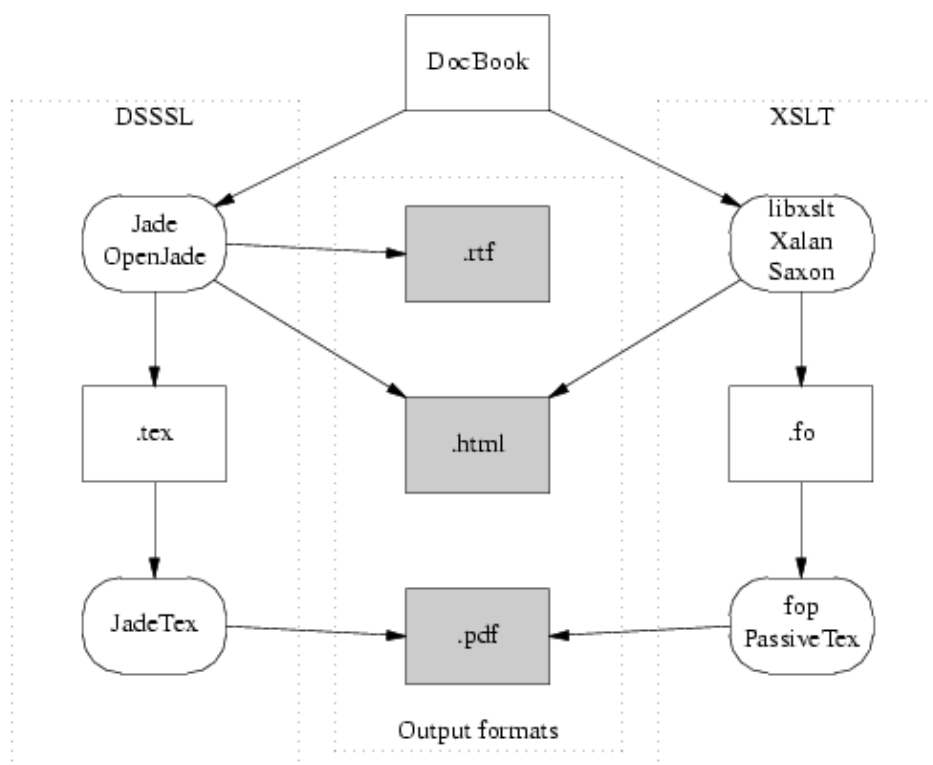 DocBook
DSSSL
XSLT
Jade
OpenJade
.rtf
libxslt
Xalan
Saxon
.tex
.html
.fo
JadeTex
.pdf
fop
PassiveTex
Output formats